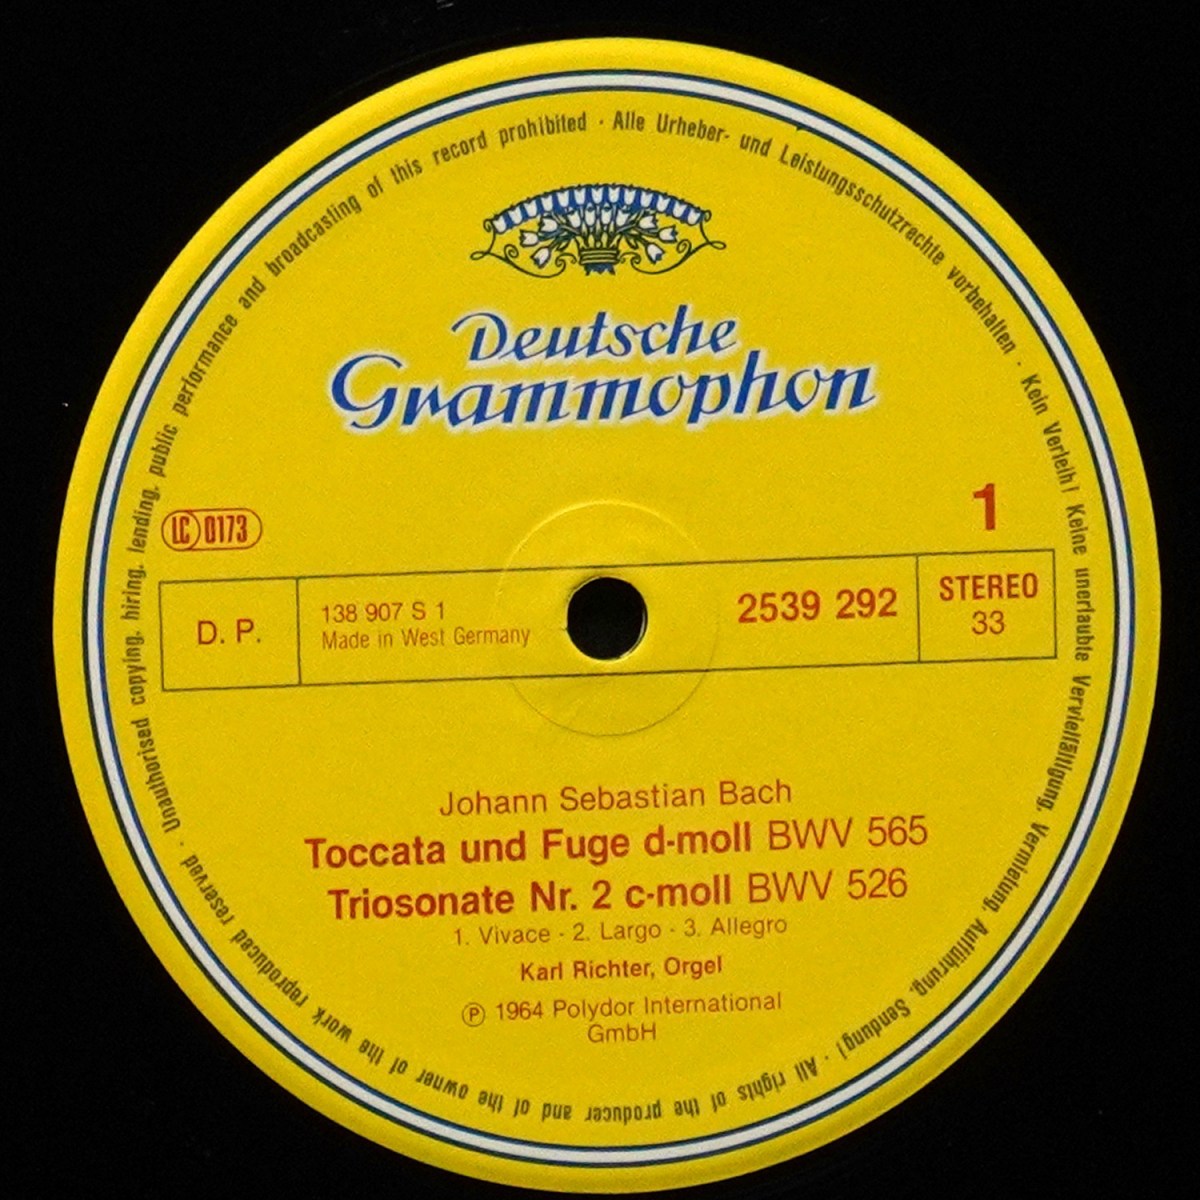 Deutsche
Grammophon
LC 0173
1
D. P.
138 907 S 1
Made in West Germany
2539 292
STEREO
33
Johann Sebastian Bach
Toccata und Fuge d-moll BWV 565
Triosonate Nr. 2 c-moll BWV 526
1. Vivace · 2. Largo · 3. Allegro
Karl Richter, Orgel
℗ 1964 Polydor International
GmbH
Alle Urheber- und Leistungsschutzrechte vorbehalten · Kein Verleih! Keine unerlaubte Vervielfältigung, Vermietung, Aufführung, Sendung! · All rights of the producer and of the owner of the work reproduced reserved · Unauthorised copying, hiring, lending, public performance and broadcasting of this record prohibited ·